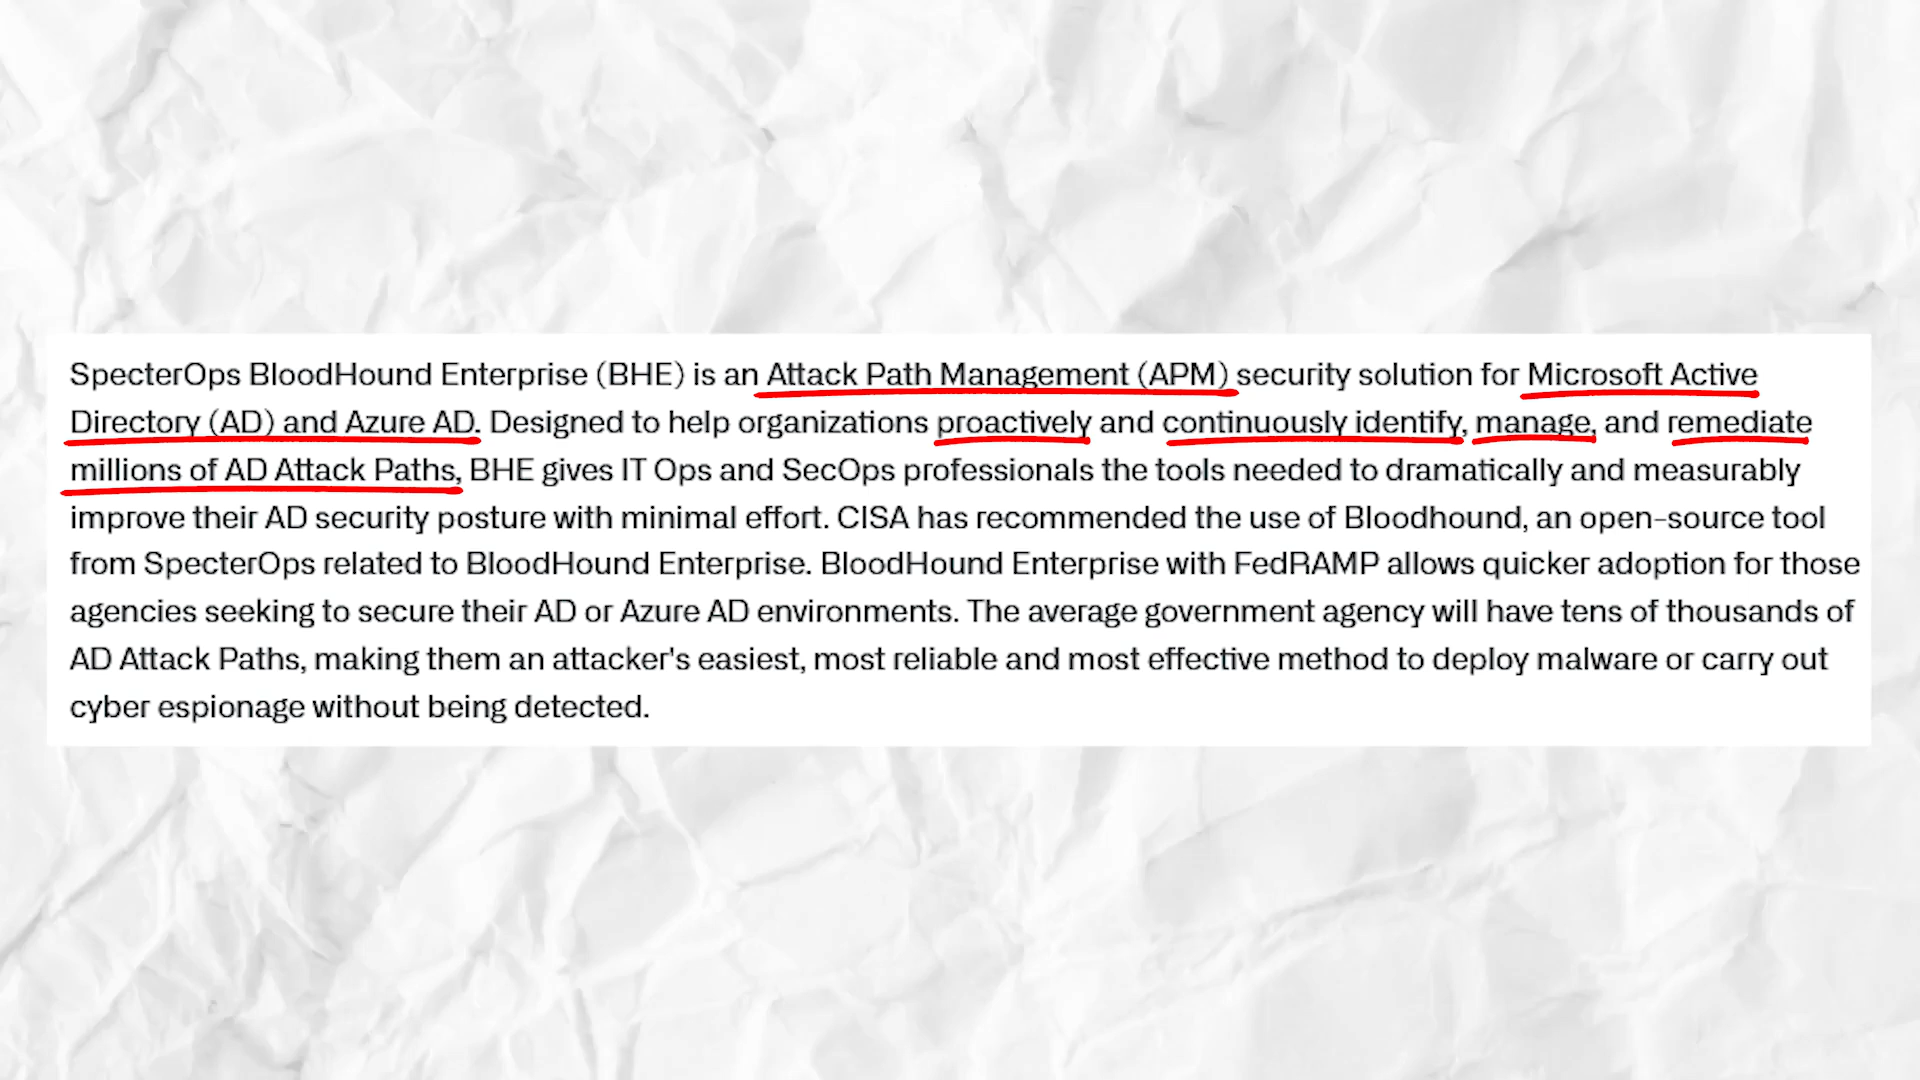 SpecterOps BloodHound Enterprise (BHE) is an Attack Path Management (APM) security solution for Microsoft Active
Directory (AD) and Azure AD. Designed to help organizations proactively and continuously identify, manage, and remediate
millions of AD Attack Paths, BHE gives IT Ops and SecOps professionals the tools needed to dramatically and measurably
improve their AD security posture with minimal effort. CISA has recommended the use of Bloodhound, an open-source tool
from SpecterOps related to BloodHound Enterprise. BloodHound Enterprise with FedRAMP allows quicker adoption for those
agencies seeking to secure their AD or Azure AD environments. The average government agency will have tens of thousands of
AD Attack Paths, making them an attacker's easiest, most reliable and most effective method to deploy malware or carry out
cyber espionage without being detected.